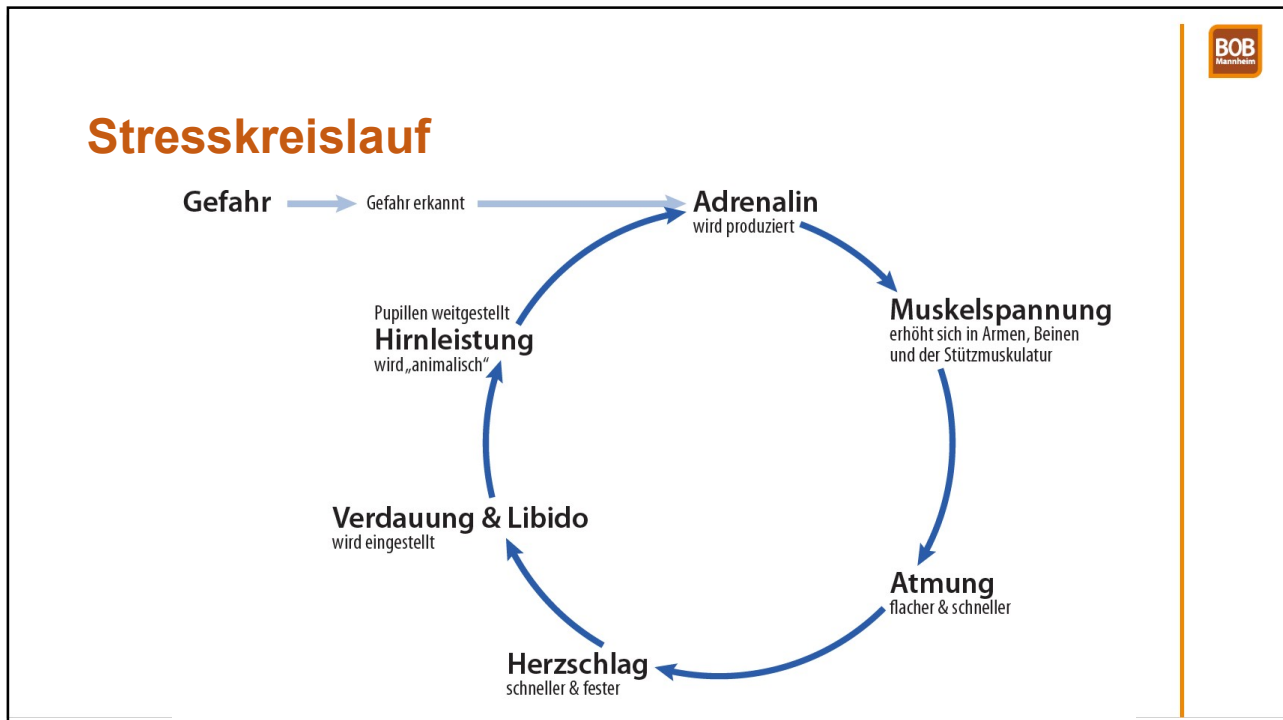 BOB
Mannheim
Stresskreislauf
Gefahr
Gefahr erkannt
Adrenalin
wird produziert
Muskelspannung
erhöht sich in Armen, Beinen
und der Stützmuskulatur
Atmung
flacher & schneller
Herzschlag
schneller & fester
Verdauung & Libido
wird eingestellt
Pupillen weitgestellt
Hirnleistung
wird „animalisch“